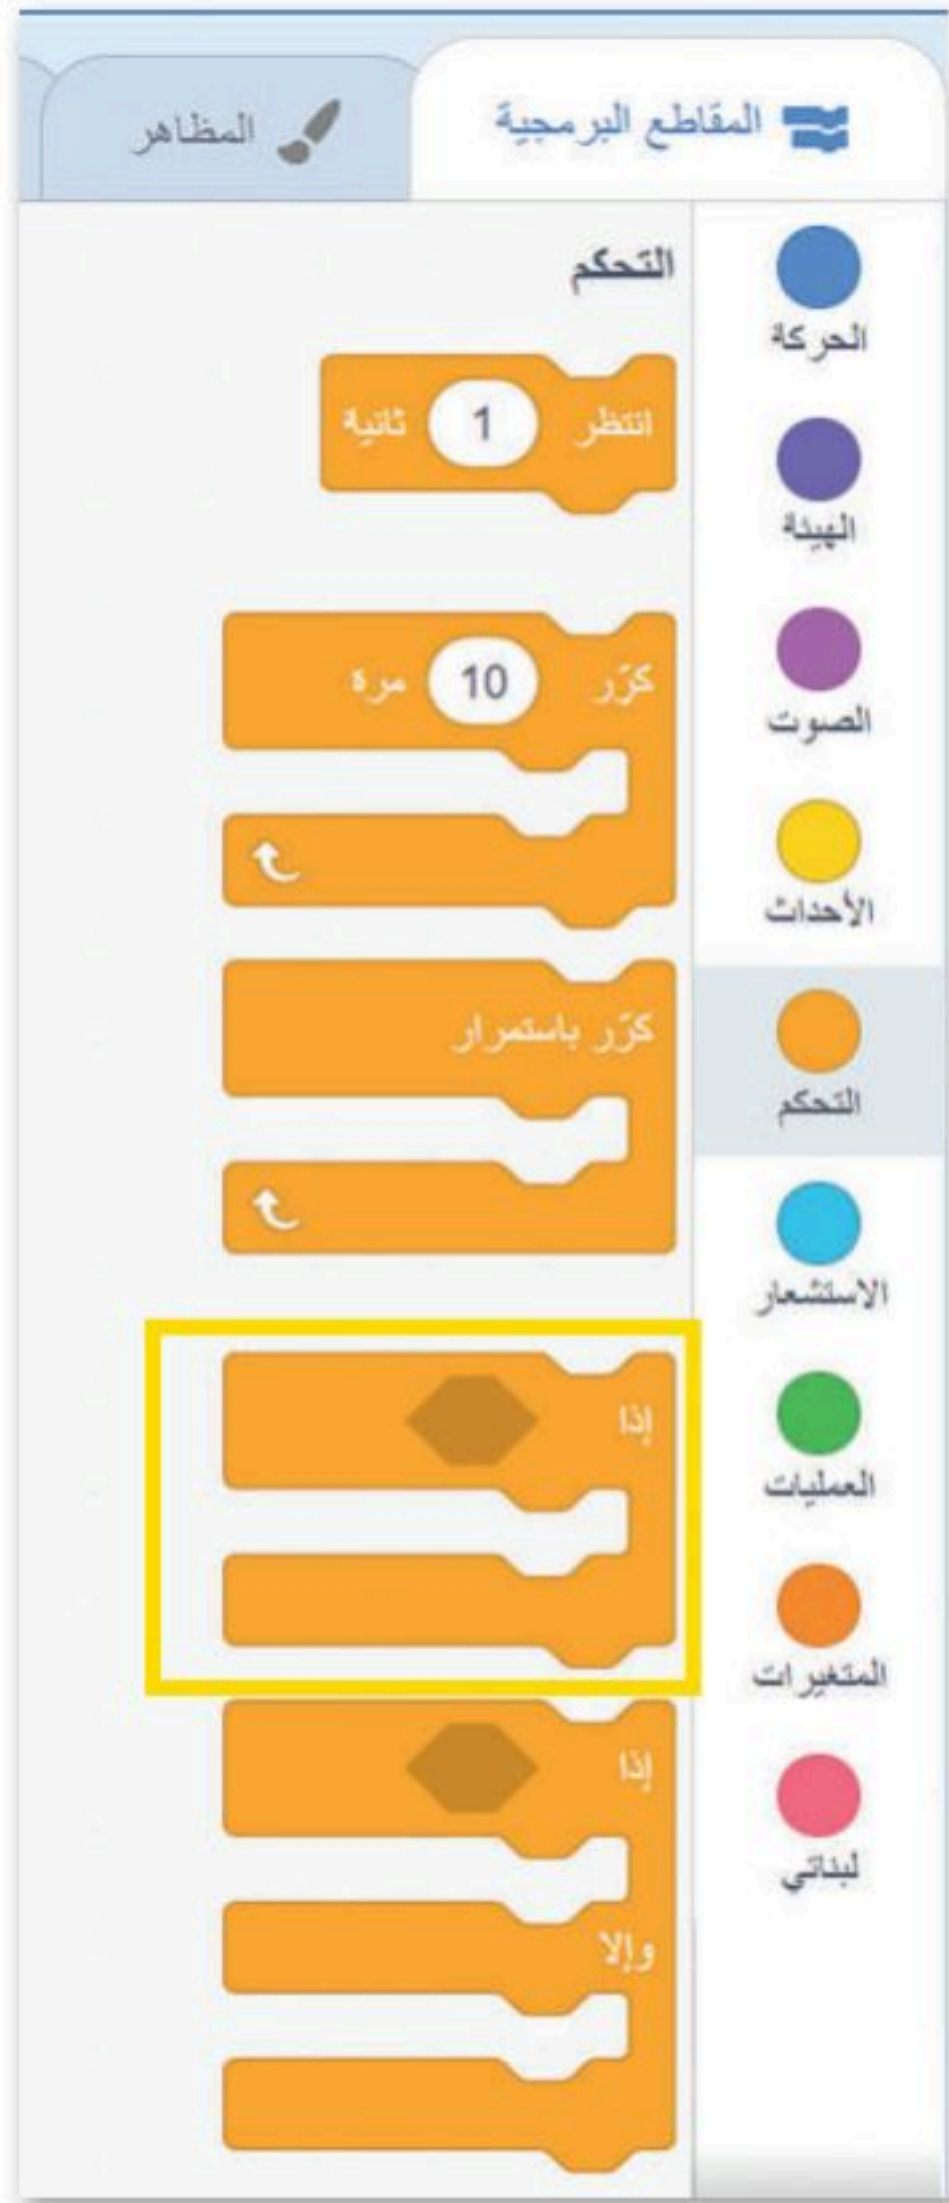 المقاطع البرمجية
المظاهر
الحركة
الهيئة
الصوت
الأحداث
التحكم
الاستشعار
العمليات
المتغيرات
لبناتي
التحكم
انتظر 1 ثانية
كرّر 10 مرة
كرّر باستمرار
إذا
إذا
وإلا